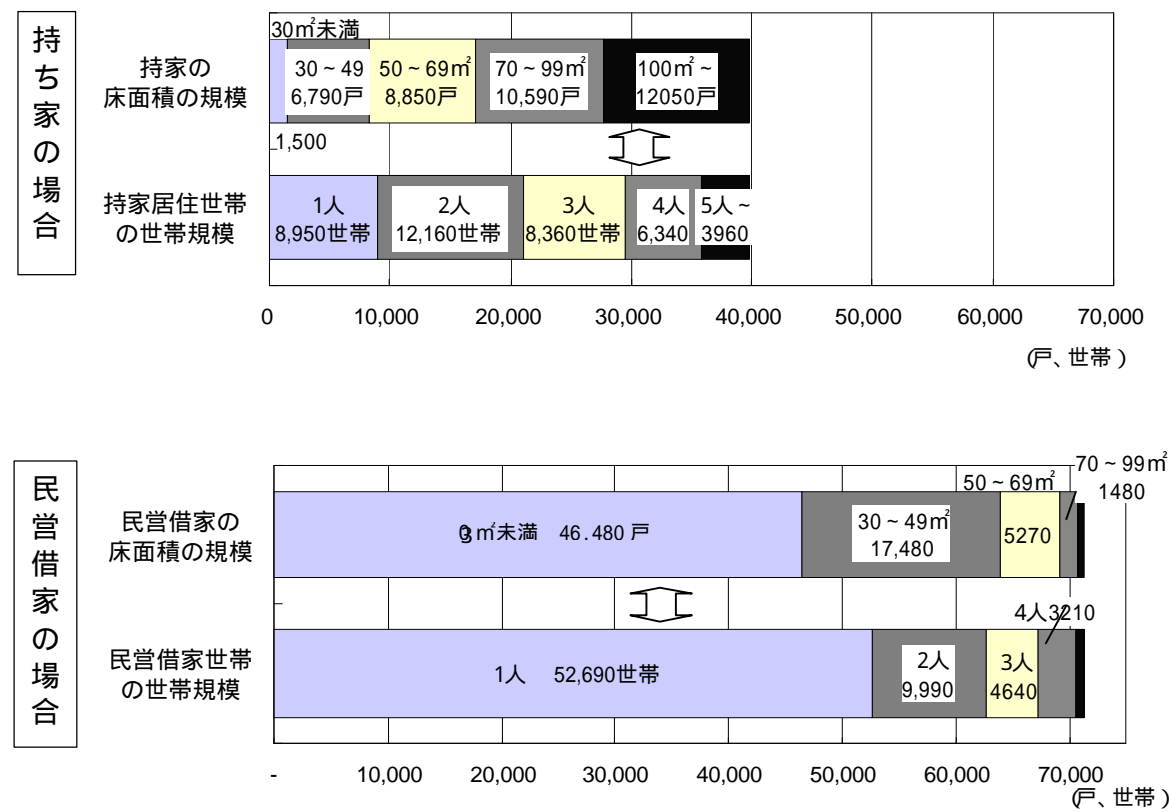 持ち家の場合
30㎡未満
持家の
床面積の規模
30～49
6,790戸
50～69㎡
8,850戸
70～99㎡
10,590戸
100㎡～
12050戸
1,500
持家居住世帯
の世帯規模
1人
8,950世帯
2人
12,160世帯
3人
8,360世帯
4人
6,340
5人～
3960
0 10,000 20,000 30,000 40,000 50,000 60,000 70,000
(戸、世帯)
民営借家の場合
70～99㎡
1480
50～69㎡
民営借家の
床面積の規模
30㎡未満 46.480戸
30～49㎡
17,480
5270
4人3210
民営借家世帯
の世帯規模
1人 52,690世帯
2人
9,990
3人
4640
- 10,000 20,000 30,000 40,000 50,000 60,000 70,000
(戸、世帯)